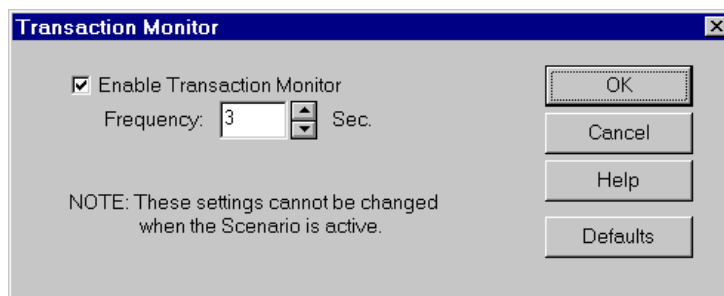 Transaction Monitor
Enable Transaction Monitor
Frequency: 3 Sec.
NOTE: These settings cannot be changed
when the Scenario is active.
OK
Cancel
Help
Defaults